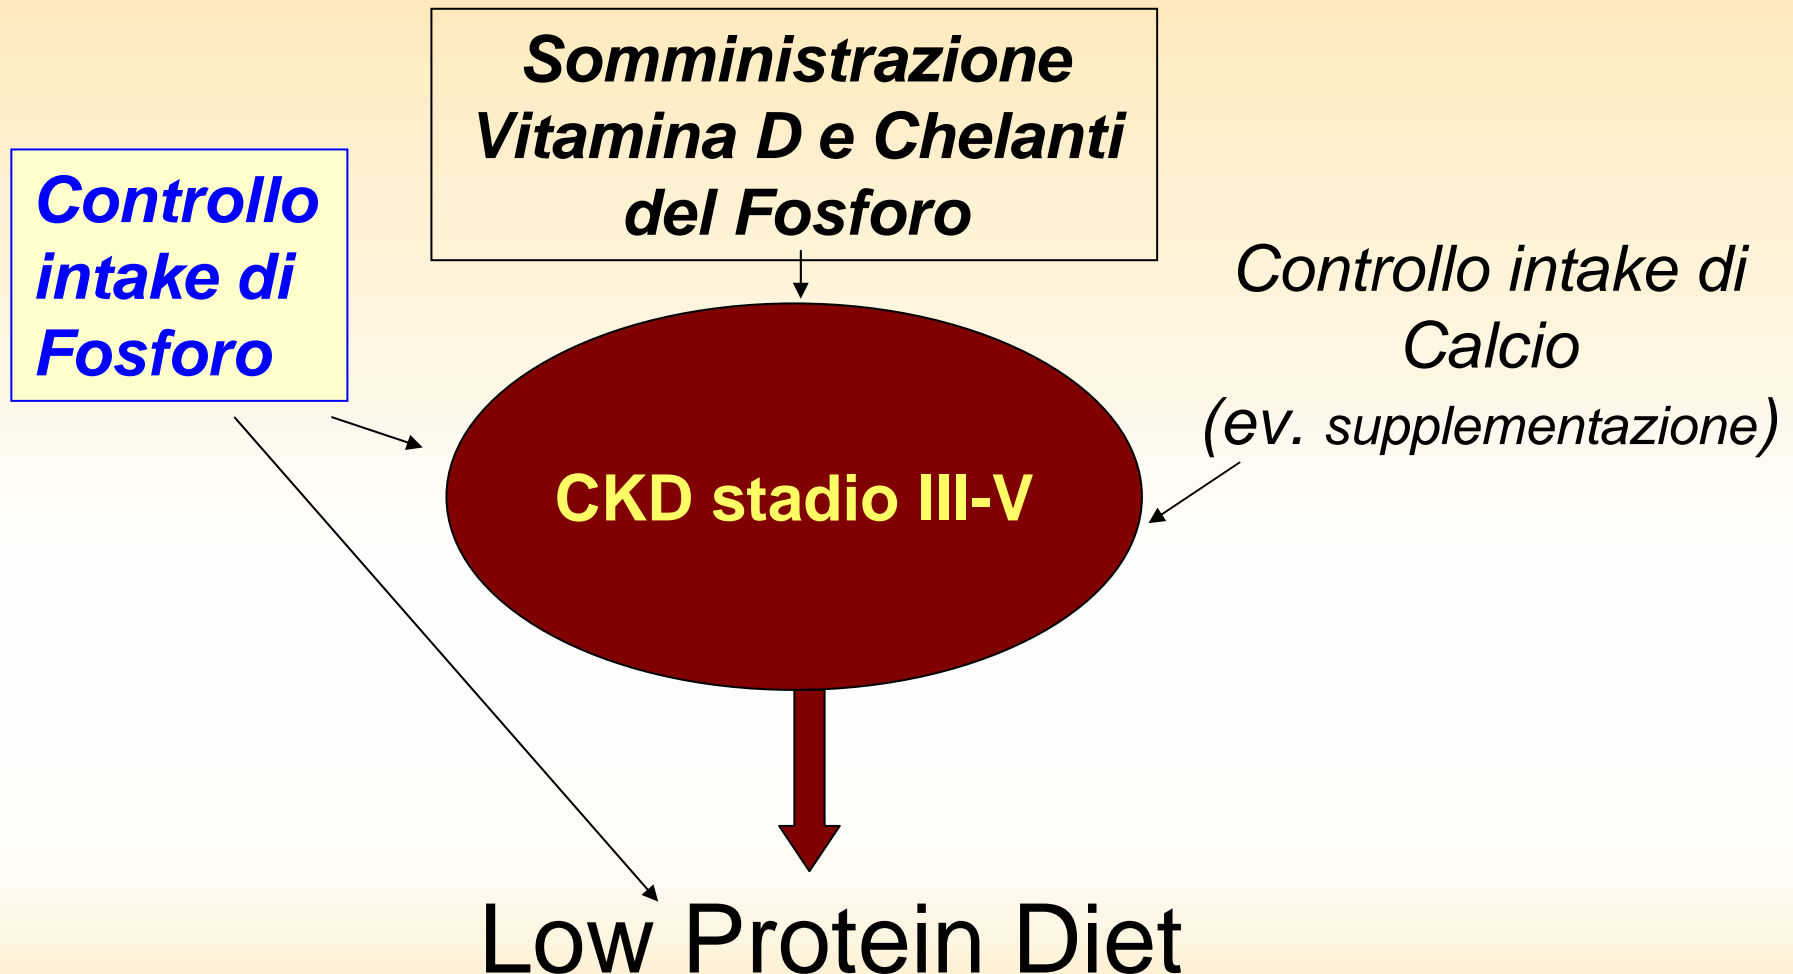 Somministrazione
Vitamina D e Chelanti
del Fosforo
Controllo
intake di
Fosforo
Controllo intake di
Calcio
(ev. supplementazione)
CKD stadio III-V
Low Protein Diet